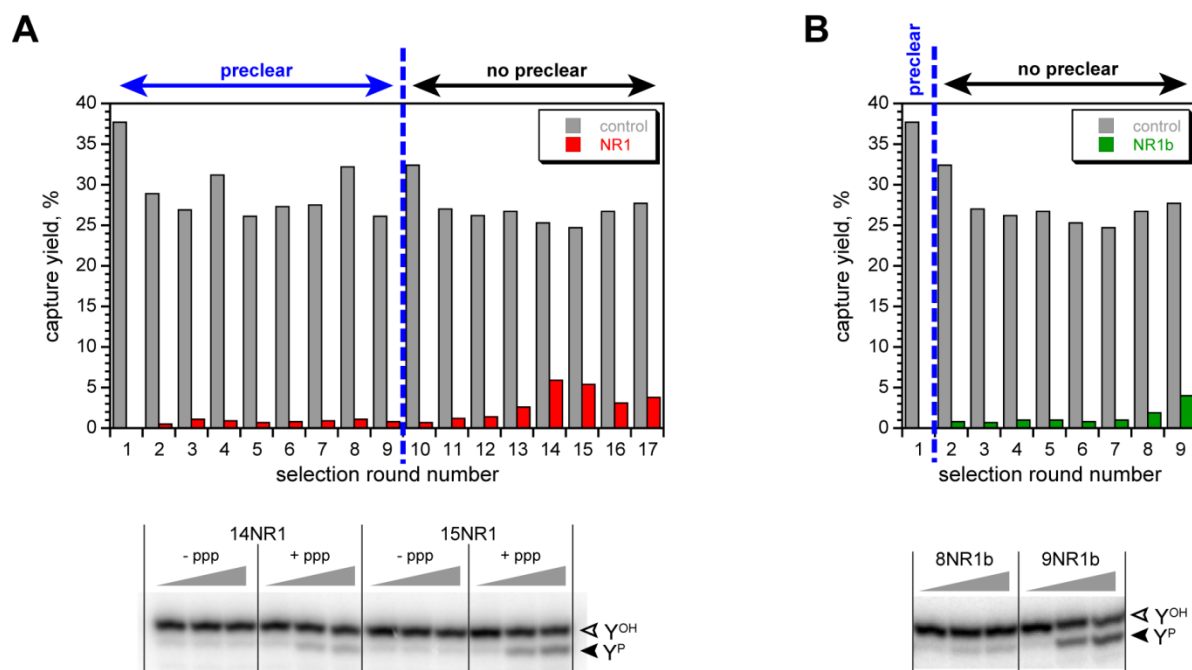 A
preclear
no preclear
control
NR1
capture yield, %
40
35
30
25
20
15
10
5
0
1 2 3 4 5 6 7 8 9 10 11 12 13 14 15 16 17
selection round number
14NR1 15NR1
- ppp + ppp - ppp + ppp
Y^OH
Y^P
B
preclear
no preclear
control
NR1b
capture yield, %
40
35
30
25
20
15
10
5
0
1 2 3 4 5 6 7 8 9
selection round number
8NR1b 9NR1b
Y^OH
Y^P